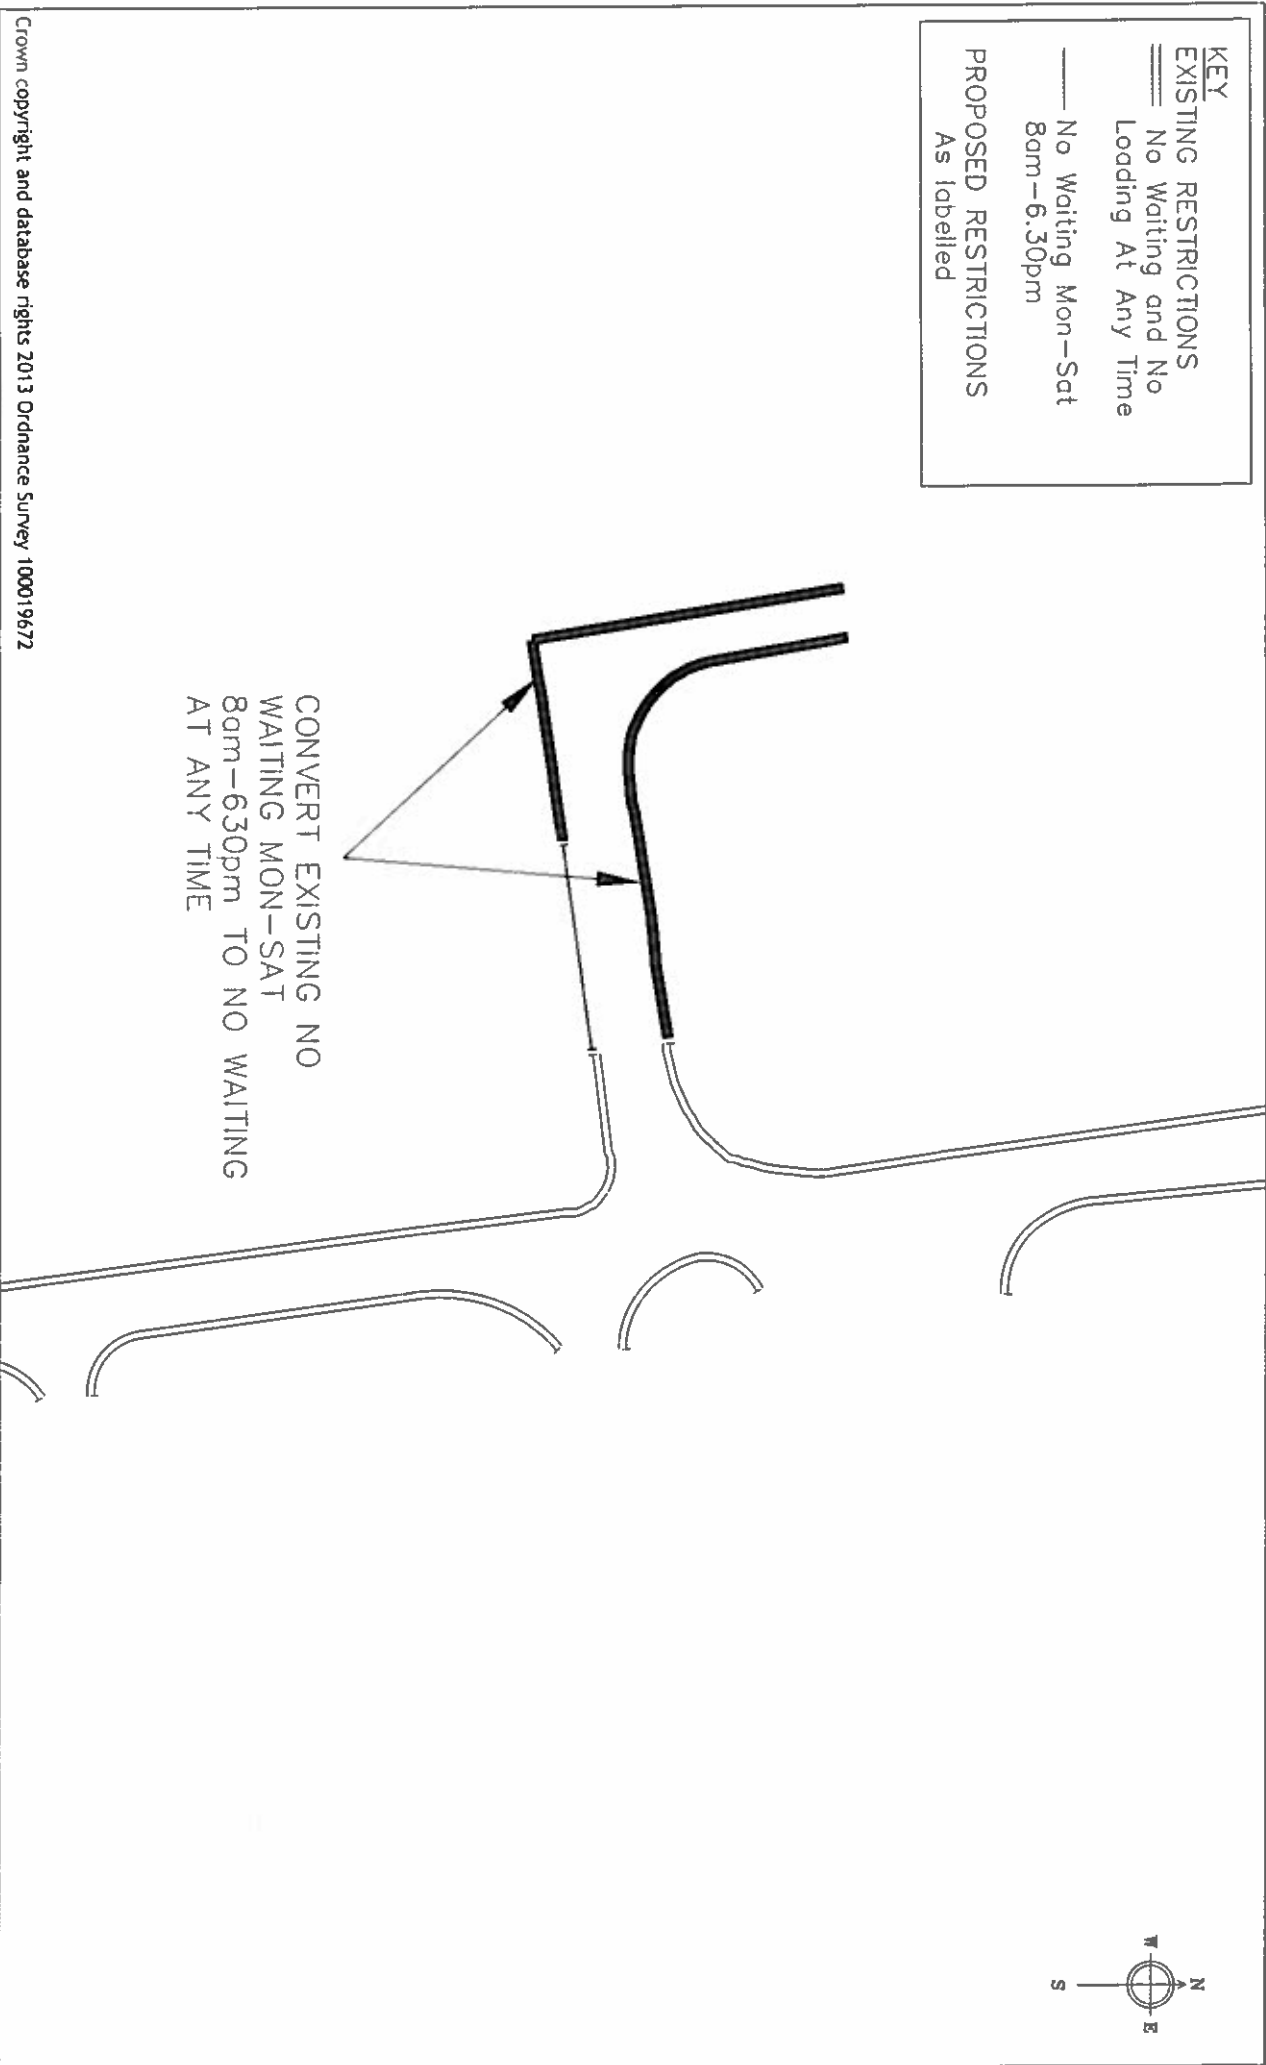 KEY
EXISTING RESTRICTIONS
No Waiting and No
Loading At Any Time
No Waiting Mon-Sat
8am-6.30pm
PROPOSED RESTRICTIONS
As labelled
CONVERT EXISTING NO
WAITING MON-SAT
8am-630pm TO NO WAITING
AT ANY TIME
N
W
E
S
Crown copyright and database rights 2013 Ordnance Survey 100019672